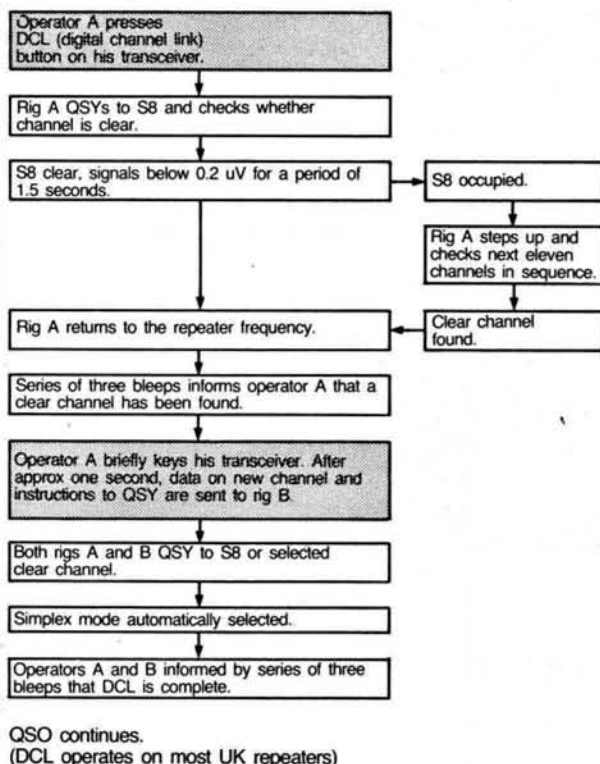 Operator A presses
DCL (digital channel link)
button on his transceiver.
Rig A QSYs to S8 and checks whether
channel is clear.
S8 clear, signals below 0.2 uV for a period of
1.5 seconds.
S8 occupied.
Rig A steps up and
checks next eleven
channels in sequence.
Clear channel
found.
Rig A returns to the repeater frequency.
Series of three bleeps informs operator A that a
clear channel has been found.
Operator A briefly keys his transceiver. After
approx one second, data on new channel and
instructions to QSY are sent to rig B.
Both rigs A and B QSY to S8 or selected
clear channel.
Simplex mode automatically selected.
Operators A and B informed by series of three
bleeps that DCL is complete.
QSO continues.
(DCL operates on most UK repeaters)